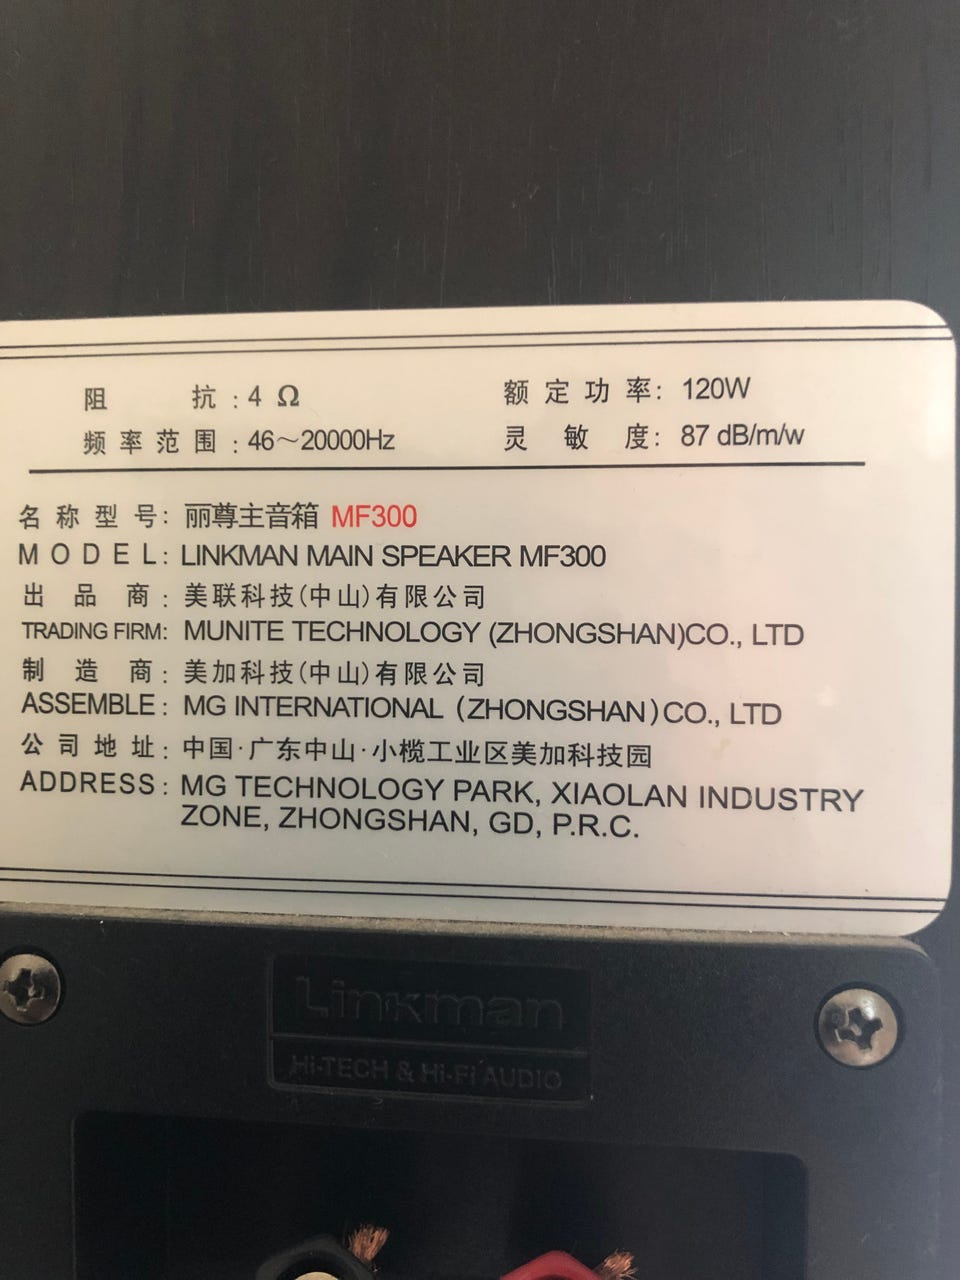 阻抗：4 Ω 额定功率：120W
频率范围：46～20000Hz 灵敏度：87 dB/m/w
名称型号：丽尊主音箱 MF300
MODEL: LINKMAN MAIN SPEAKER MF300
出品商：美联科技(中山)有限公司
TRADING FIRM: MUNITE TECHNOLOGY (ZHONGSHAN)CO., LTD
制造商：美加科技(中山)有限公司
ASSEMBLE: MG INTERNATIONAL (ZHONGSHAN)CO., LTD
公司地址：中国·广东中山·小榄工业区美加科技园
ADDRESS: MG TECHNOLOGY PARK, XIAOLAN INDUSTRY
ZONE, ZHONGSHAN, GD, P.R.C.
Linkman
Hi-TECH & Hi-Fi AUDIO